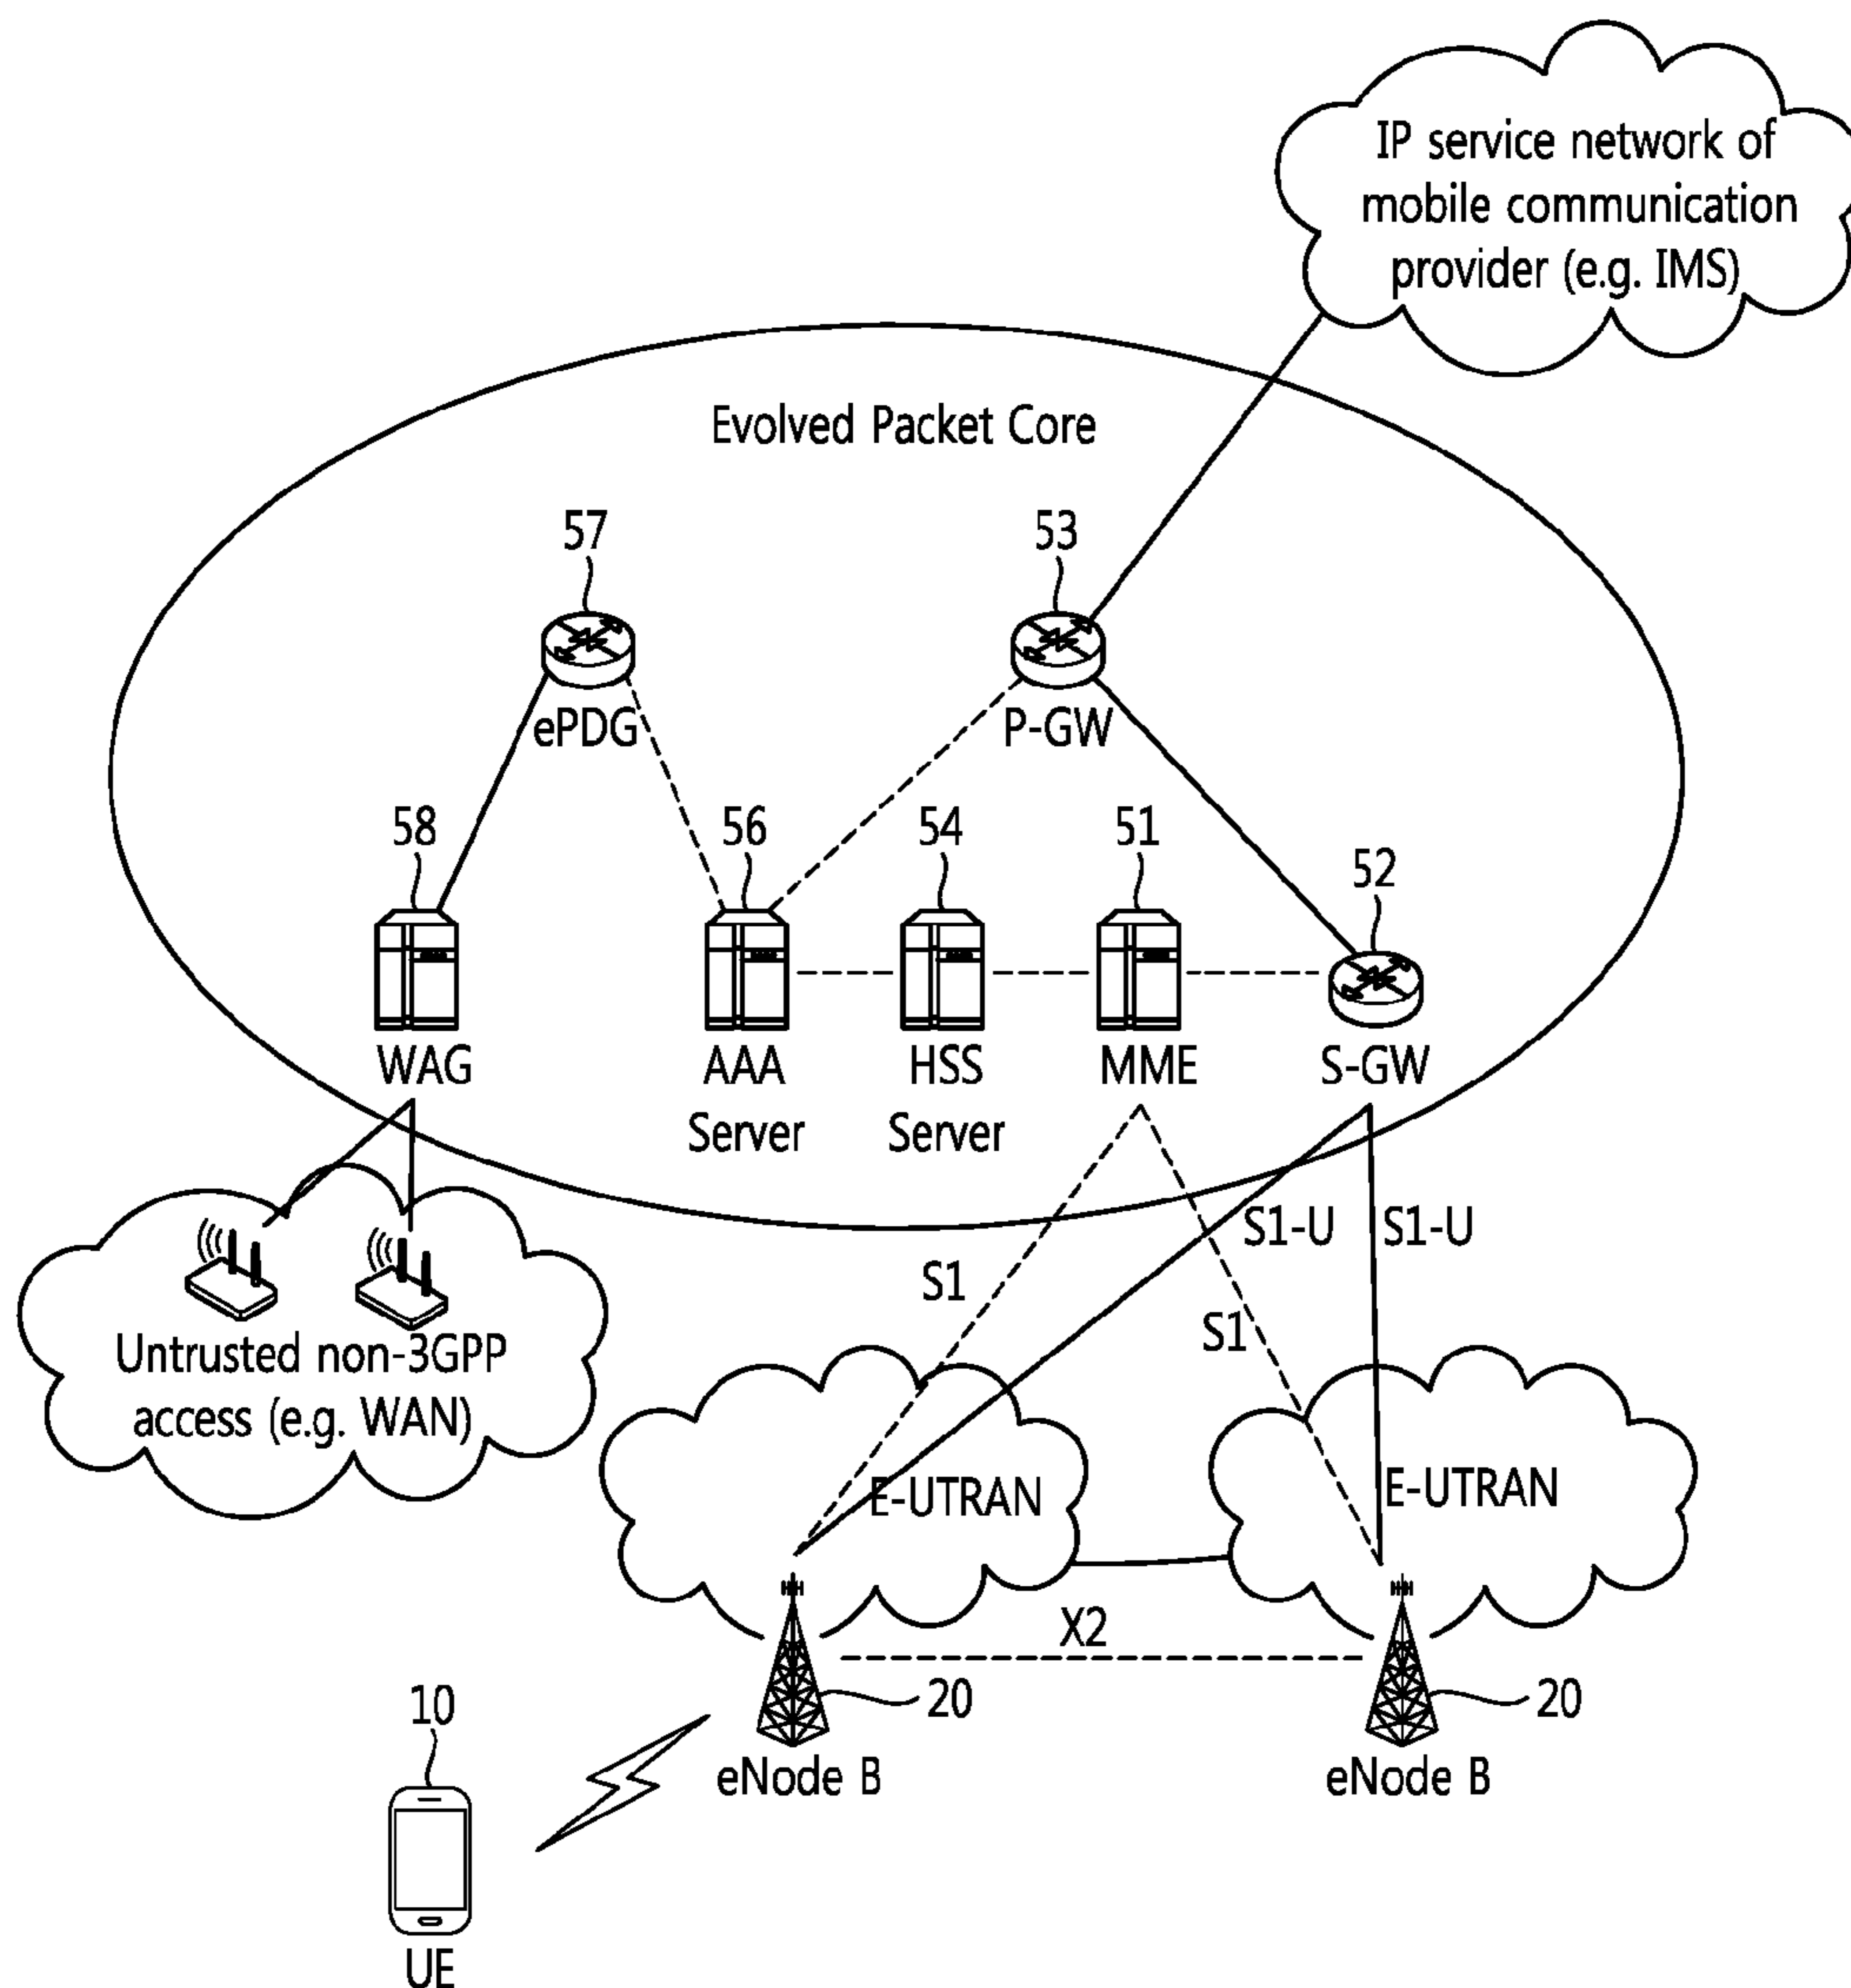 IP service network of
mobile communication
provider (e.g. IMS)
Evolved Packet Core
57
53
ePDG
P-GW
58
56
54
51
52
WAG
AAA
Server
HSS
Server
MME
S-GW
S1
S1-U
S1-U
S1
Untrusted non-3GPP
access (e.g. WAN)
E-UTRAN
E-UTRAN
X2
10
20
20
eNode B
eNode B
UE